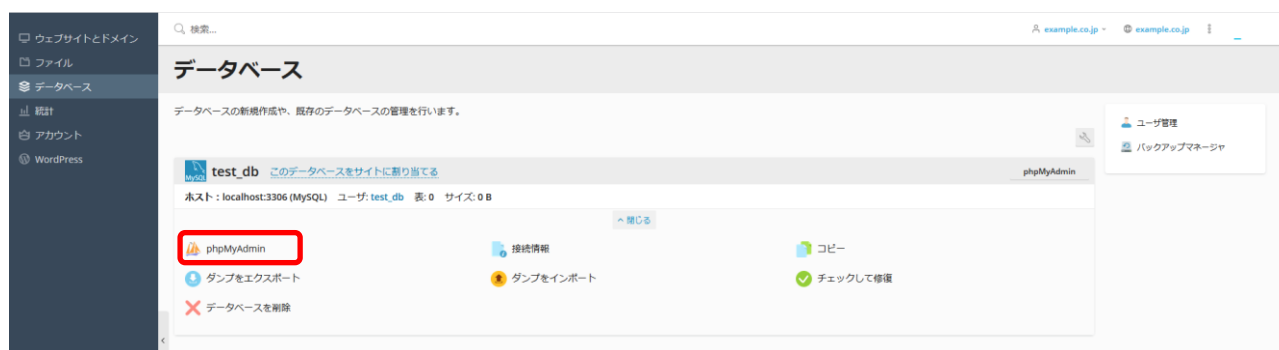 ウェブサイトとドメイン
ファイル
データベース
統計
アカウント
WordPress
検索...
example.co.jp
example.co.jp
データベース
データベースの新規作成や、既存のデータベースの管理を行います。
ユーザ管理
バックアップマネージャ
MySQL test_db このデータベースをサイトに割り当てる
phpMyAdmin
ホスト：localhost:3306 (MySQL) ユーザ: test_db 表: 0 サイズ: 0 B
閉じる
phpMyAdmin
接続情報
コピー
ダンプをエクスポート
ダンプをインポート
チェックして修復
データベースを削除